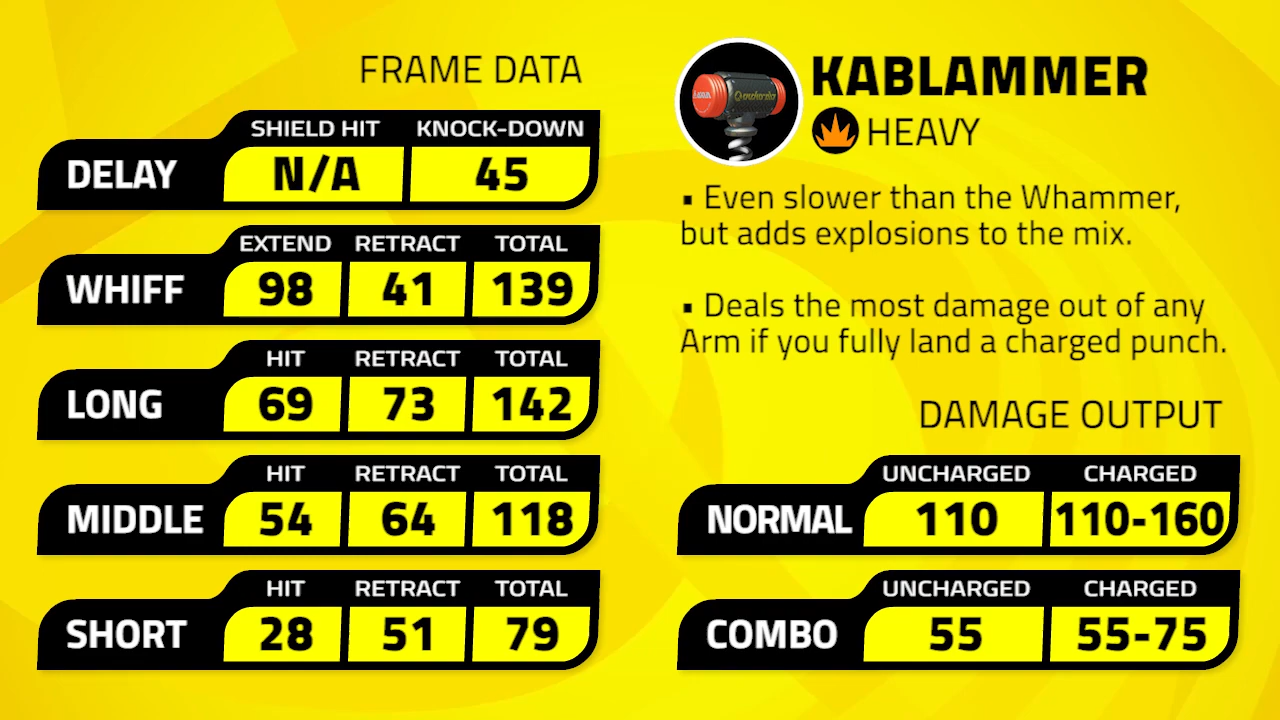 FRAME DATA
SHIELD HIT KNOCK-DOWN
DELAY N/A 45
EXTEND RETRACT TOTAL
WHIFF 98 41 139
HIT RETRACT TOTAL
LONG 69 73 142
HIT RETRACT TOTAL
MIDDLE 54 64 118
HIT RETRACT TOTAL
SHORT 28 51 79
KABLAMMER
HEAVY
▪ Even slower than the Whammer,
but adds explosions to the mix.
▪ Deals the most damage out of any
Arm if you fully land a charged punch.
DAMAGE OUTPUT
UNCHARGED CHARGED
NORMAL 110 110-160
UNCHARGED CHARGED
COMBO 55 55-75